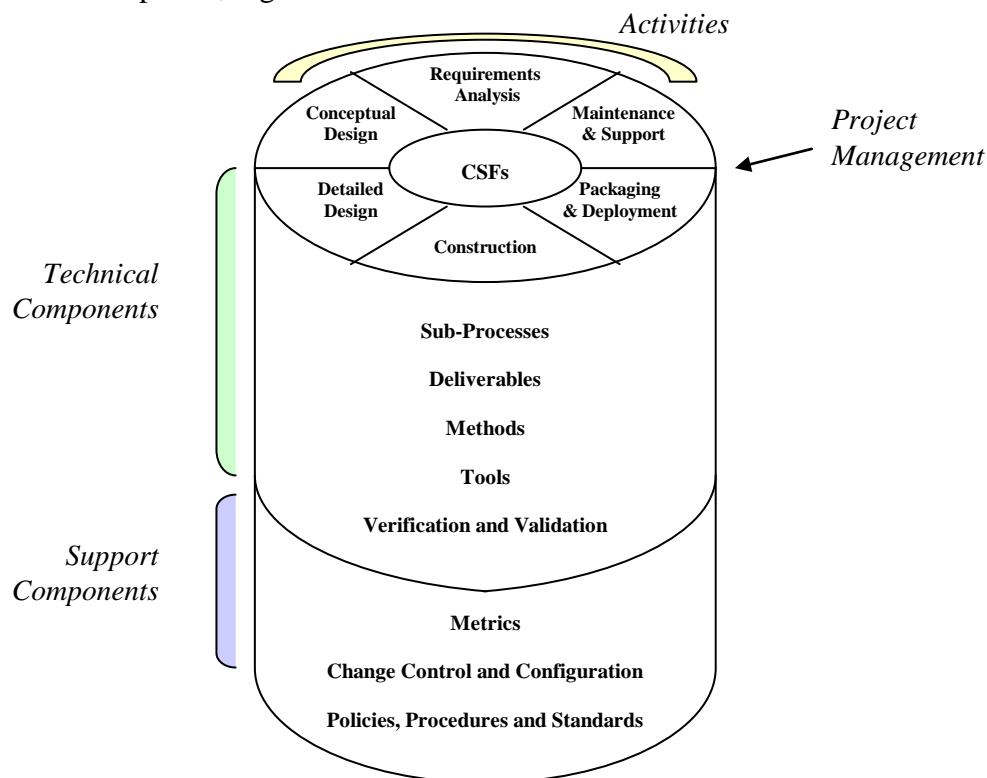 Activities
Requirements
Analysis
Conceptual
Design
Maintenance
& Support
Project
Management
CSFs
Detailed
Design
Packaging
& Deployment
Construction
Technical
Components
Sub-Processes
Deliverables
Methods
Tools
Verification and Validation
Support
Components
Metrics
Change Control and Configuration
Policies, Procedures and Standards